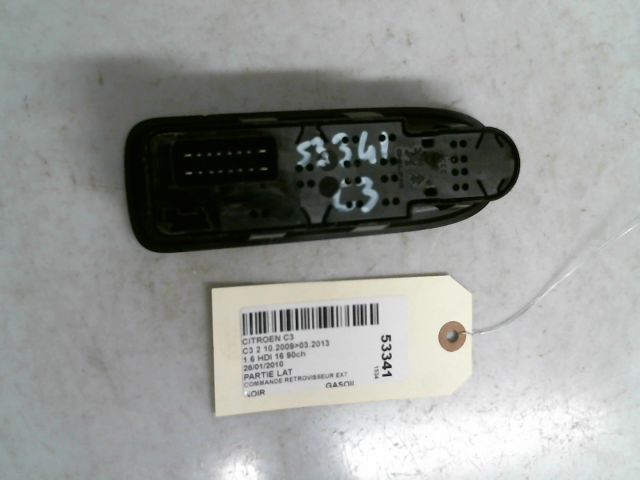 53341
C3
CITROEN C3
C3 2 10.2009>03.2013
1.6 HDI 16 90ch
28/01/2010
PARTIE LAT
COMMANDE RETROVISSEUR EXT
GASOIL
NOIR
53341
1534